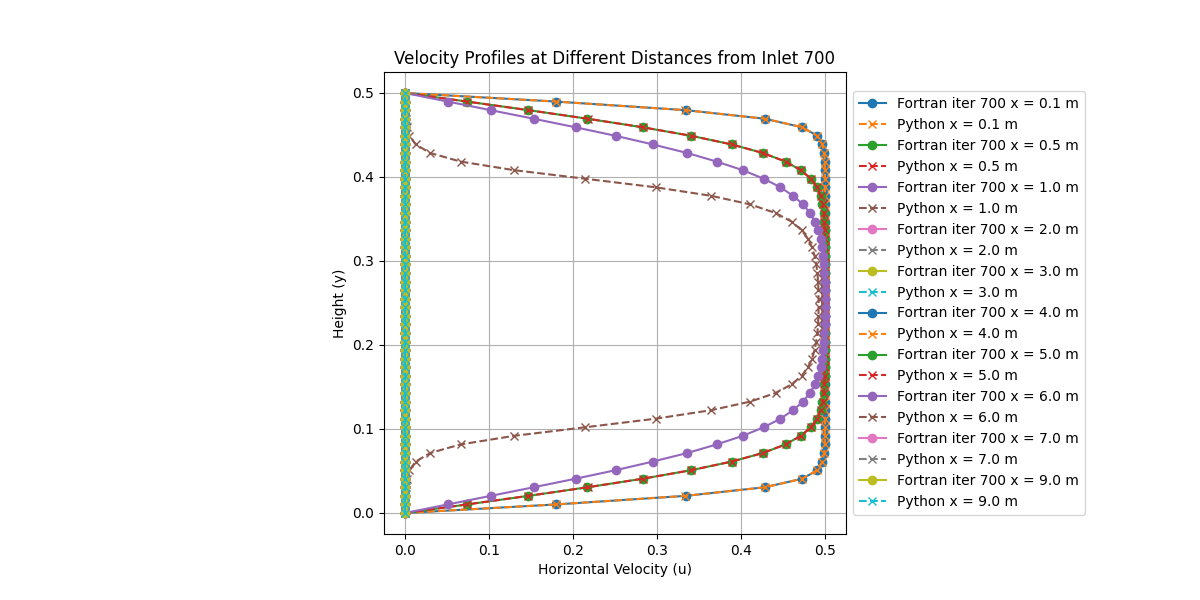 Velocity Profiles at Different Distances from Inlet 700
Height (y)
0.5
0.4
0.3
0.2
0.1
0.0
0.0 0.1 0.2 0.3 0.4 0.5
Horizontal Velocity (u)
Fortran iter 700 x = 0.1 m
Python x = 0.1 m
Fortran iter 700 x = 0.5 m
Python x = 0.5 m
Fortran iter 700 x = 1.0 m
Python x = 1.0 m
Fortran iter 700 x = 2.0 m
Python x = 2.0 m
Fortran iter 700 x = 3.0 m
Python x = 3.0 m
Fortran iter 700 x = 4.0 m
Python x = 4.0 m
Fortran iter 700 x = 5.0 m
Python x = 5.0 m
Fortran iter 700 x = 6.0 m
Python x = 6.0 m
Fortran iter 700 x = 7.0 m
Python x = 7.0 m
Fortran iter 700 x = 9.0 m
Python x = 9.0 m